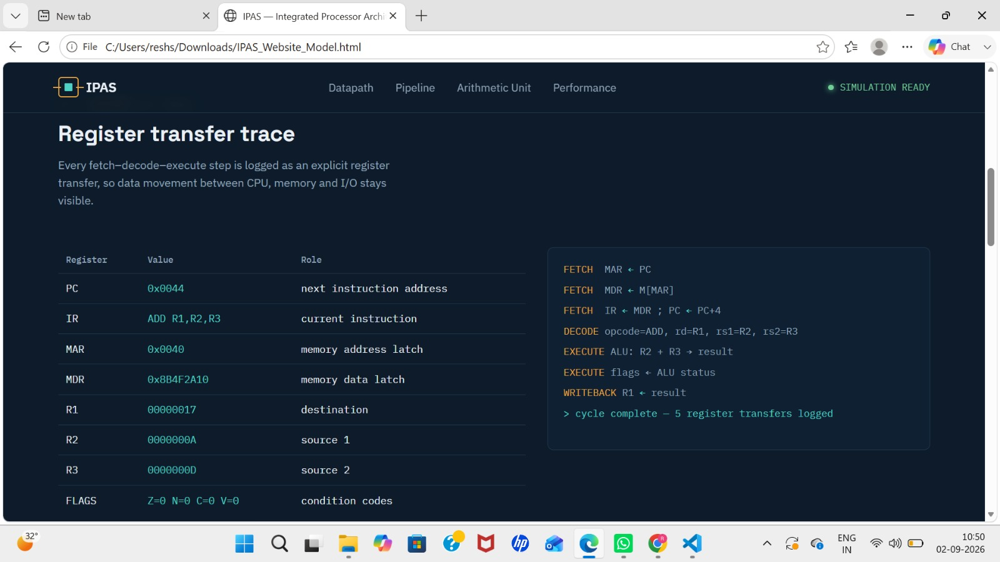 New tab
IPAS — Integrated Processor Archi
File C:/Users/reshs/Downloads/IPAS_Website_Model.html
Chat
IPAS
Datapath Pipeline Arithmetic Unit Performance
SIMULATION READY
Register transfer trace
Every fetch–decode–execute step is logged as an explicit register
transfer, so data movement between CPU, memory and I/O stays
visible.
Register Value Role
PC 0x0044 next instruction address
IR ADD R1,R2,R3 current instruction
MAR 0x0040 memory address latch
MDR 0x8B4F2A10 memory data latch
R1 00000017 destination
R2 0000000A source 1
R3 0000000D source 2
FLAGS Z=0 N=0 C=0 V=0 condition codes
FETCH MAR ← PC
FETCH MDR ← M[MAR]
FETCH IR ← MDR ; PC ← PC+4
DECODE opcode=ADD, rd=R1, rs1=R2, rs2=R3
EXECUTE ALU: R2 + R3 → result
EXECUTE flags ← ALU status
WRITEBACK R1 ← result
> cycle complete — 5 register transfers logged
32°
hp
ENG
IN
10:50
02-09-2026